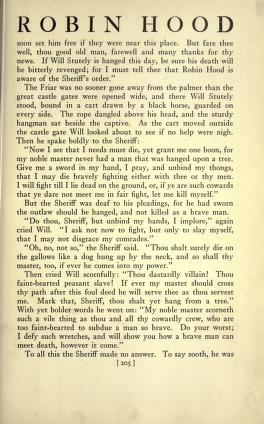 ROBIN HOOD
soon set him free if they were near this place. But fare thee
well, thou good old man, farewell and many thanks for thy
news. If Will Stutely is hanged this day, be sure his death will
be bitterly revenged; for I must tell thee that Robin Hood is
aware of the Sheriff's order."
The Friar was no sooner gone away from the palmer than the
great castle gates were opened wide, and there Will Stutely
stood, bound in a cart drawn by a black horse, guarded on
every side. The rope dangled above his head, and the sturdy
hangman sat beside the captive. As the cart moved outside
the castle gate Will looked about to see if no help were nigh.
Then he spake boldly to the Sheriff:
"Now I see that I needs must die, yet grant me one boon, for
my noble master never had a man that was hanged upon a tree.
Give me a sword in my hand, I pray, and unbind my thongs,
that I may die bravely fighting either with thee or thy men.
I will fight till I lie dead on the ground, or, if ye are such cowards
that ye dare not meet me in fair fight, let me kill myself."
But the Sheriff was deaf to his pleadings, for he had sworn
the outlaw should be hanged, and not killed as a brave man.
"Do thou, Sheriff, but unbind my hands, I implore," again
cried Will. "I ask not now to fight, but only to slay myself,
that I may not disgrace my comrades."
"Oh, no, no," the Sheriff said. "Thou shalt surely die on
the gallows like a dog hung up by the neck, and so shall thy
master, too, if ever he comes into my power."
Then cried Will scornfully: "Thou dastardly villain! Thou
faint-hearted peasant slave! If ever my master should cross
thy path after this foul deed he will serve thee as thou servest
me. Mark that, Sheriff, thou shalt yet hang from a tree."
With yet bolder words he went on: "My noble master scorneth
such a vile thing as thou and all thy cowardly crew, who are
too faint-hearted to subdue a man so brave. Do your worst;
I defy such wretches, and will show you how a brave man can
meet death, however it come."
To all this the Sheriff made no answer. To say sooth, he was
[205]